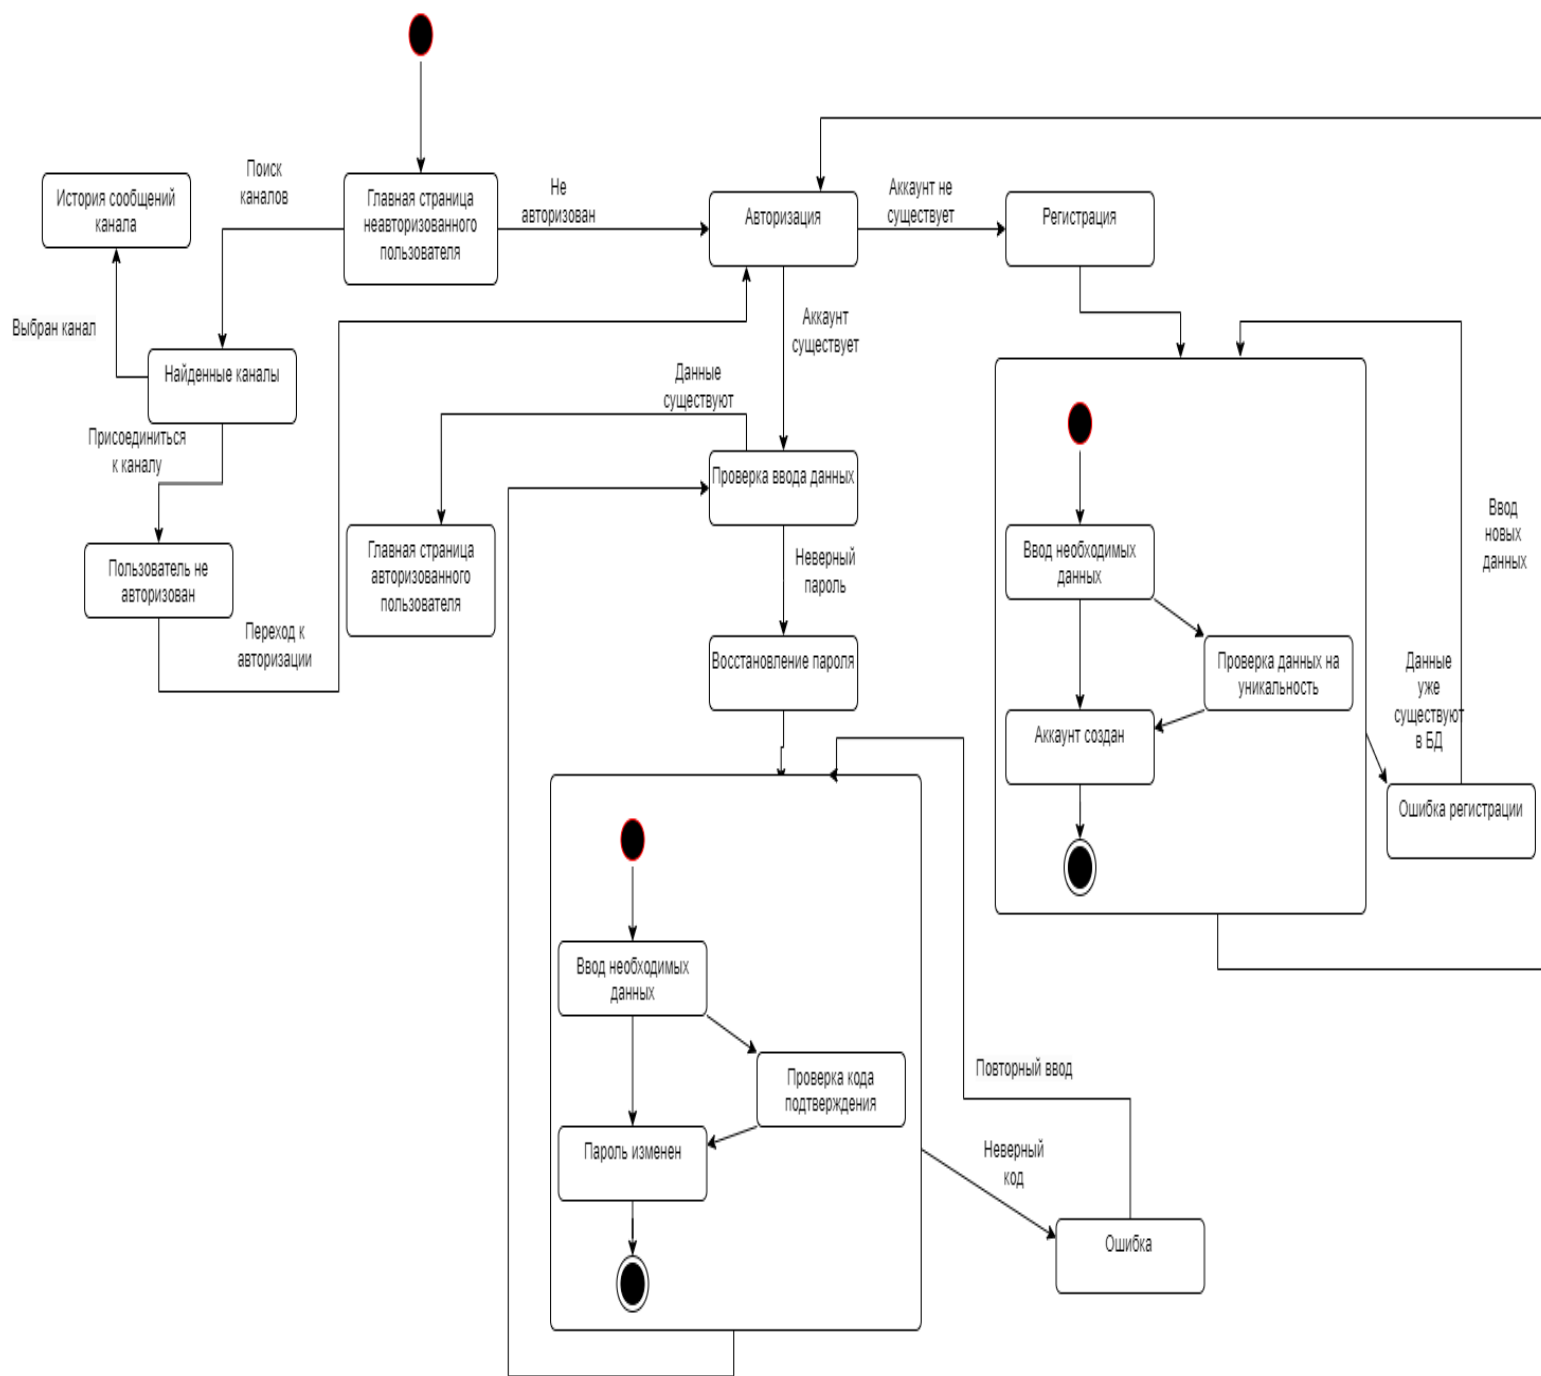 Поиск
каналов
История сообщений
канала
Главная страница
неавторизованного
пользователя
Не
авторизован
Авторизация
Аккаунт не
существует
Регистрация
Выбран канал
Найденные каналы
Аккаунт
существует
Данные
существуют
Присоединиться
к каналу
Проверка ввода данных
Пользователь не
авторизован
Главная страница
авторизованного
пользователя
Неверный
пароль
Переход к
авторизации
Восстановление пароля
Ввод необходимых
данных
Ввод
новых
данных
Проверка данных на
уникальность
Данные
уже
существуют
в БД
Аккаунт создан
Ошибка регистрации
Ввод необходимых
данных
Проверка кода
подтверждения
Повторный ввод
Пароль изменен
Неверный
код
Ошибка